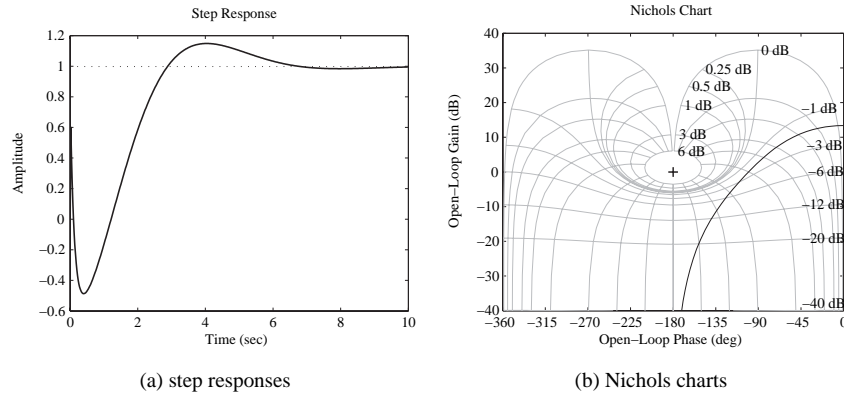 Step Response
Amplitude
1.2
1
0.8
0.6
0.4
0.2
0
−0.2
−0.4
−0.6
0
2
4
6
8
10
Time (sec)
(a) step responses
Nichols Chart
Open−Loop Gain (dB)
40
30
20
10
0
−10
−20
−30
−40
0 dB
0.25 dB
0.5 dB
1 dB
−1 dB
3 dB
−3 dB
6 dB
−6 dB
−12 dB
−20 dB
−40 dB
−360
−315
−270
−225
−180
−135
−90
−45
0
Open−Loop Phase (deg)
(b) Nichols charts